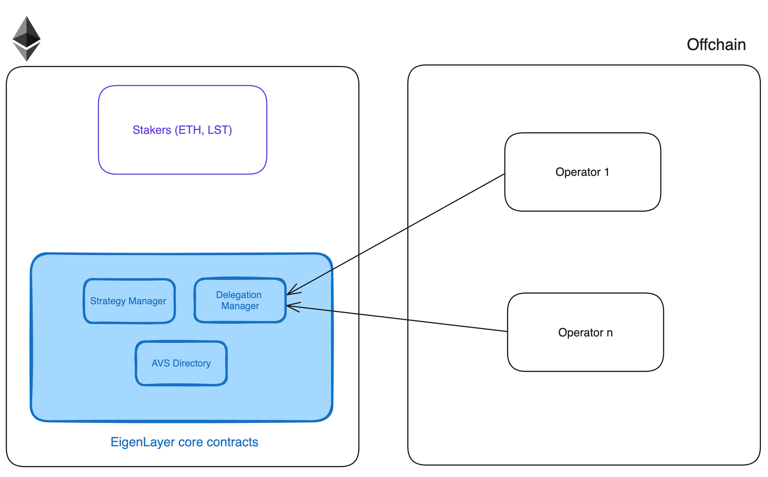 Offchain
Stakers (ETH, LST)
Operator 1
Strategy Manager
Delegation
Manager
Operator n
AVS Directory
EigenLayer core contracts